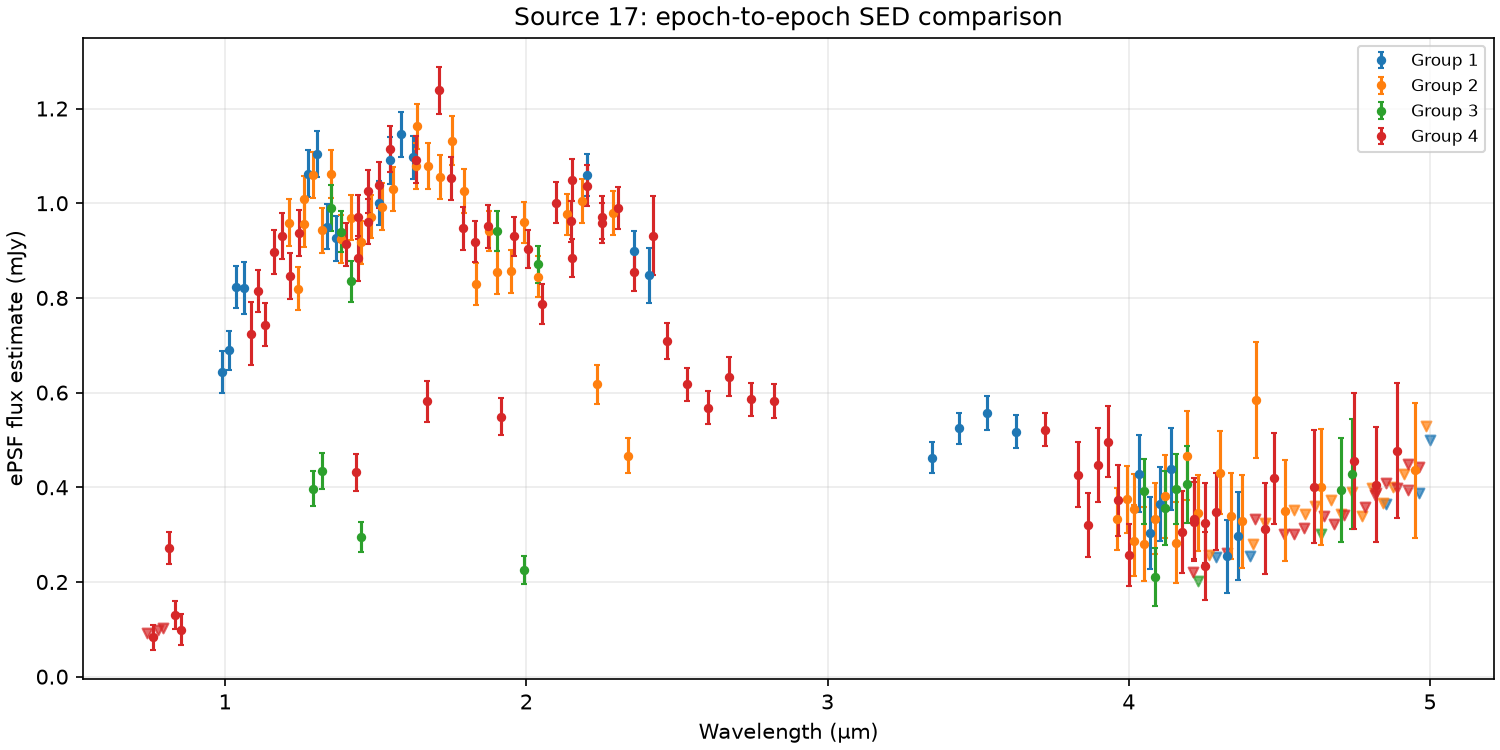 Source 17: epoch-to-epoch SED comparison
Group 1
Group 2
Group 3
Group 4
ePSF flux estimate (mJy)
1.2
1.0
0.8
0.6
0.4
0.2
0.0
1 2 3 4 5
Wavelength (μm)